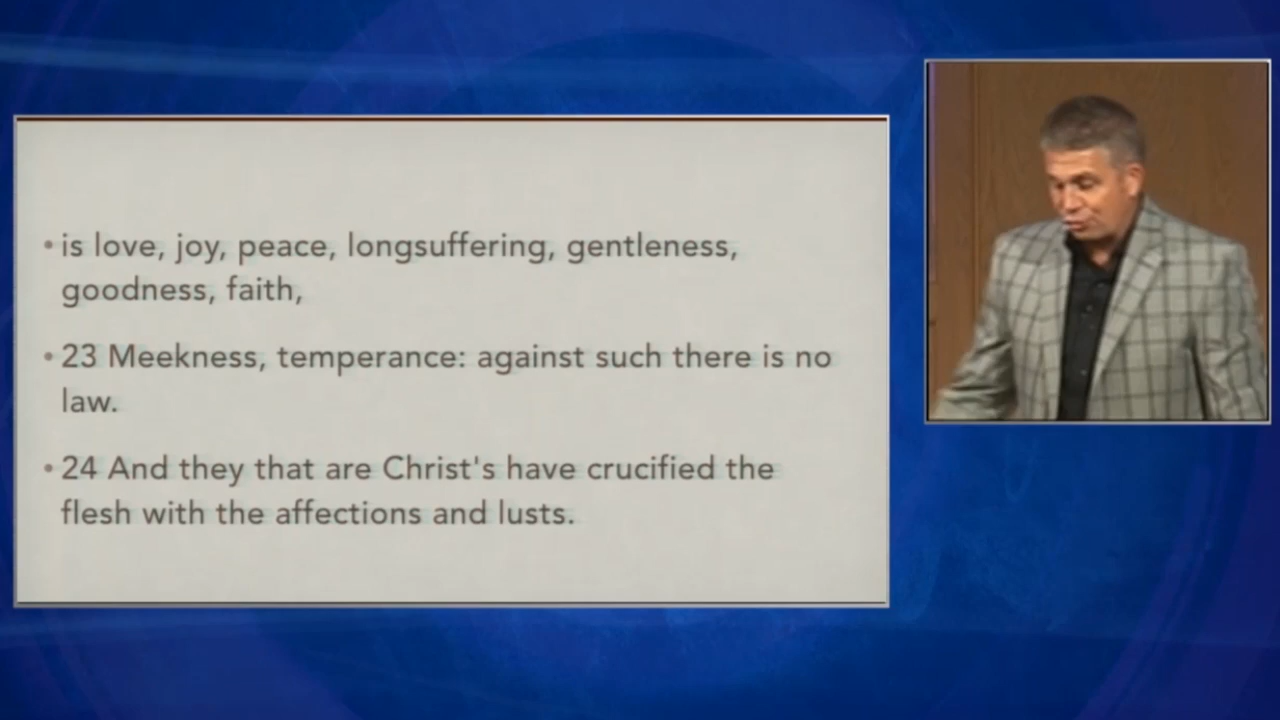 • is love, joy, peace, longsuffering, gentleness,
goodness, faith,
• 23 Meekness, temperance: against such there is no
law.
• 24 And they that are Christ's have crucified the
flesh with the affections and lusts.